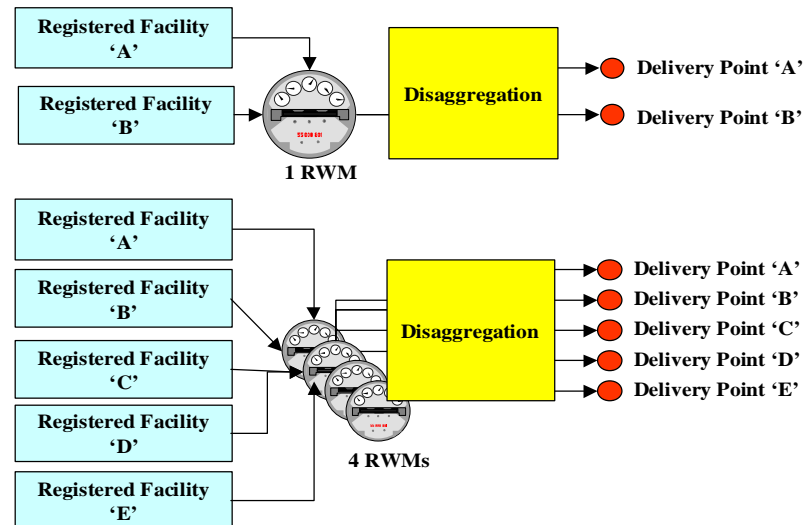 Registered Facility
‘A’
Registered Facility
‘B’
1 RWM
Disaggregation
Delivery Point ‘A’
Delivery Point ‘B’
Registered Facility
‘A’
Registered Facility
‘B’
Registered Facility
‘C’
Registered Facility
‘D’
Registered Facility
‘E’
4 RWMs
Disaggregation
Delivery Point ‘A’
Delivery Point ‘B’
Delivery Point ‘C’
Delivery Point ‘D’
Delivery Point ‘E’